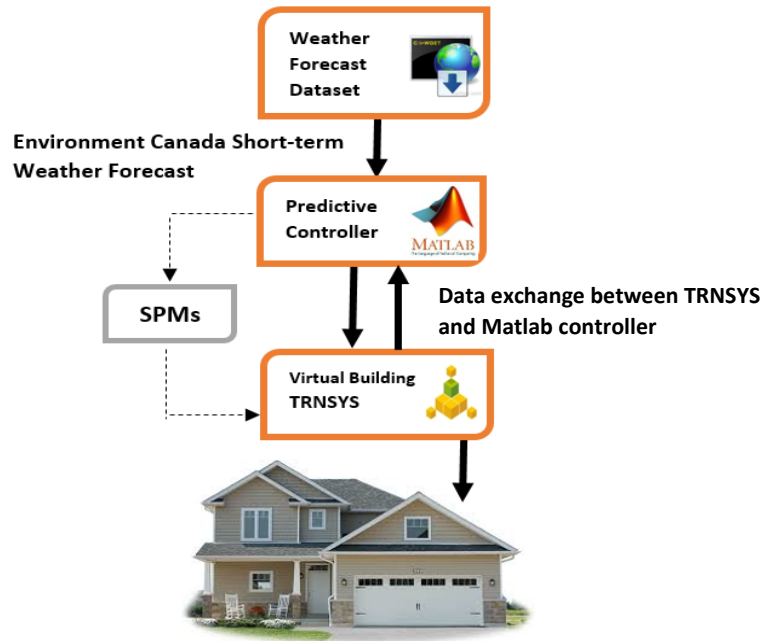 Weather
Forecast
Dataset
Environment Canada Short-term
Weather Forecast
Predictive
Controller
MATLAB
SPMs
Data exchange between TRNSYS
and Matlab controller
Virtual Building
TRNSYS